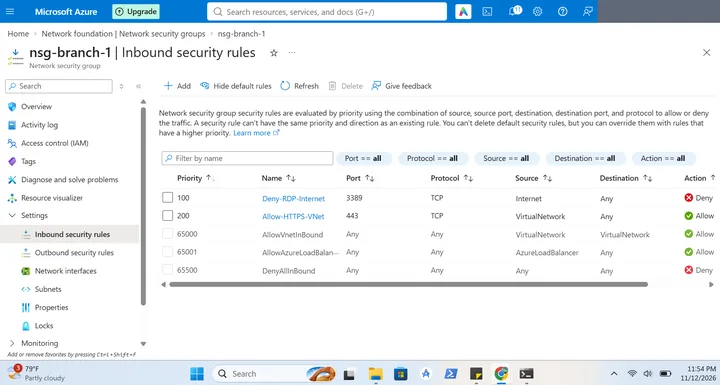 Microsoft Azure
Upgrade
Search resources, services, and docs (G+/)
11
Home > Network foundation | Network security groups > nsg-branch-1
nsg-branch-1 | Inbound security rules
Network security group
Search
Add
Hide default rules
Refresh
Delete
Give feedback
Overview
Activity log
Access control (IAM)
Tags
Diagnose and solve problems
Resource visualizer
Settings
Inbound security rules
Outbound security rules
Network interfaces
Subnets
Properties
Locks
Monitoring
Add or remove favorites by pressing Ctrl+Shift+F
Network security group security rules are evaluated by priority using the combination of source, source port, destination, destination port, and protocol to allow or deny
the traffic. A security rule can't have the same priority and direction as an existing rule. You can't delete default security rules, but you can override them with rules that
have a higher priority. Learn more
Filter by name
Port == all
Protocol == all
Source == all
Destination == all
Action == all
Priority Name Port Protocol Source Destination Action
100 Deny-RDP-Internet 3389 TCP Internet Any Deny
200 Allow-HTTPS-VNet 443 TCP VirtualNetwork Any Allow
65000 AllowVnetInBound Any Any VirtualNetwork VirtualNetwork Allow
65001 AllowAzureLoadBalan··· Any Any AzureLoadBalancer Any Allow
65500 DenyAllInBound Any Any Any Any Deny
3
79°F
Partly cloudy
Search
11:54 PM
11/12/2026